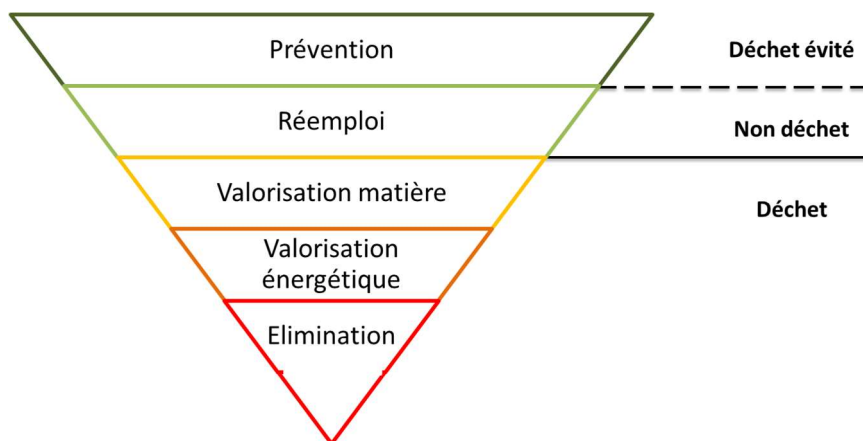 Prévention
Déchet évité
Réemploi
Non déchet
Valorisation matière
Déchet
Valorisation
énergétique
Elimination